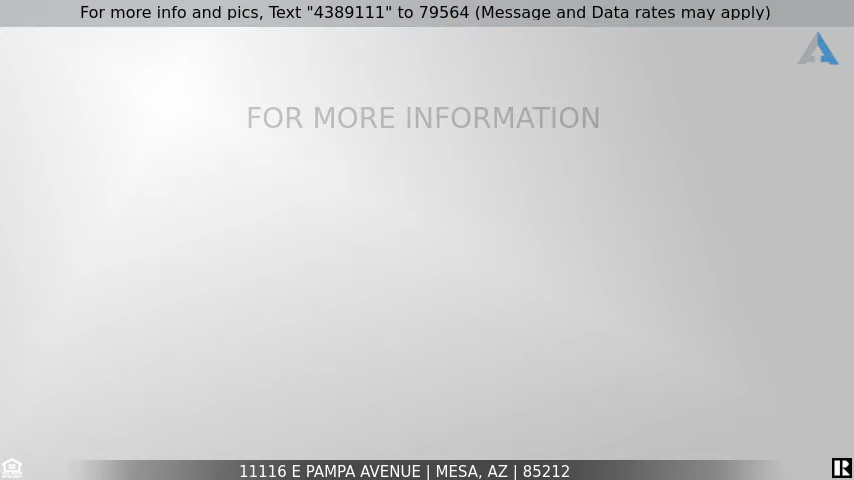 For more info and pics, Text "4389111" to 79564 (Message and Data rates may apply)
FOR MORE INFORMATION
11116 E PAMPA AVENUE | MESA, AZ | 85212